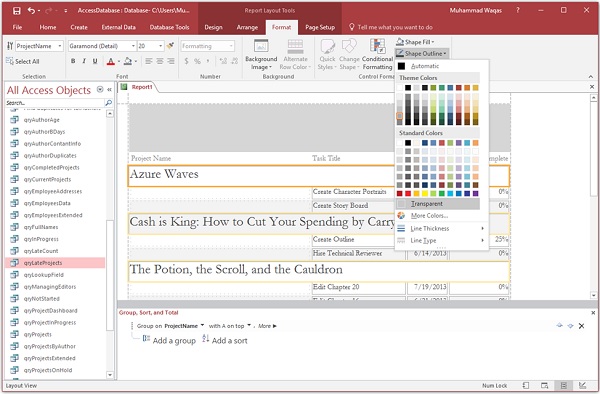 AccessDatabase : Database- C:\Users\Mu...
Report Layout Tools
Muhammad Waqas
File
Home
Create
External Data
Database Tools
Design
Arrange
Format
Page Setup
Tell me what you want to do
ProjectName
Garamond (Detail)
20
Formatting
Select All
B I U
$ % ,
Background Image
Alternate Row Color
Quick Styles
Change Shape
Conditional Formatting
Shape Fill
Shape Outline
Selection
Font
Number
Background
Control Format
All Access Objects
Search...
qryAuthorAge
qryAuthorBDays
qryAuthorContantInfo
qryAuthorDuplicates
qryCompletedProjects
qryCurrentProjects
qryEmployeeAddresses
qryEmployeesData
qryEmployeesExtended
qryFullNames
qryInProgress
qryLateCount
qryLateProjects
qryLookupField
qryManagingEditors
qryNotStarted
qryProjectDashboard
qryProjectInProgress
qryProjects
qryProjectsByAuthor
qryProjectsExtended
qryProjectsOnHold
Report1
Project Name
Task Title
Azure Waves
Create Character Portraits
0%
Create Story Board
0%
Cash is King: How to Cut Your Spending by Carry
Create Outline
25%
Hire Technical Reviewer
6/14/2013
0%
The Potion, the Scroll, and the Cauldron
Edit Chapter 20
7/19/2013
0%
Edit Chapter 16
0%
Automatic
Theme Colors
Standard Colors
Transparent
More Colors...
Line Thickness
Line Type
Group, Sort, and Total
Group on ProjectName with A on top , More
Add a group
Add a sort
Layout View
Num Lock